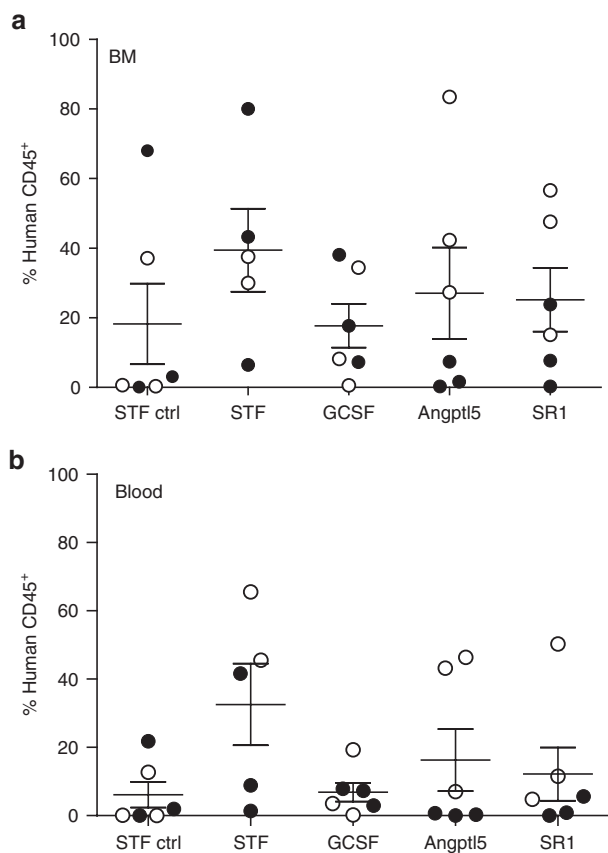 a
BM
% Human CD45+
100
80
60
40
20
0
STF ctrl STF GCSF Angptl5 SR1
b
Blood
% Human CD45+
100
80
60
40
20
0
STF ctrl STF GCSF Angptl5 SR1